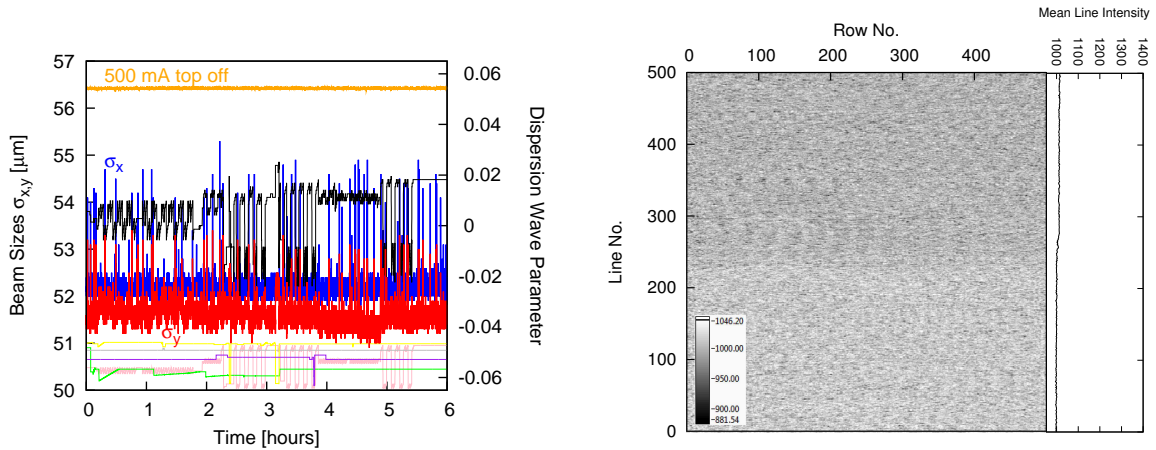 Mean Line Intensity
1000 1100 1200 1300 1400
Row No.
0 100 200 300 400
57
56
55
54
53
52
51
50
Beam Sizes σx,y [μm]
500 mA top off
σx
σy
0.06
0.04
0.02
0
-0.02
-0.04
-0.06
Dispersion Wave Parameter
0 1 2 3 4 5 6
Time [hours]
500
400
300
200
100
0
Line No.
1046.20
1000.00
950.00
900.00
881.54